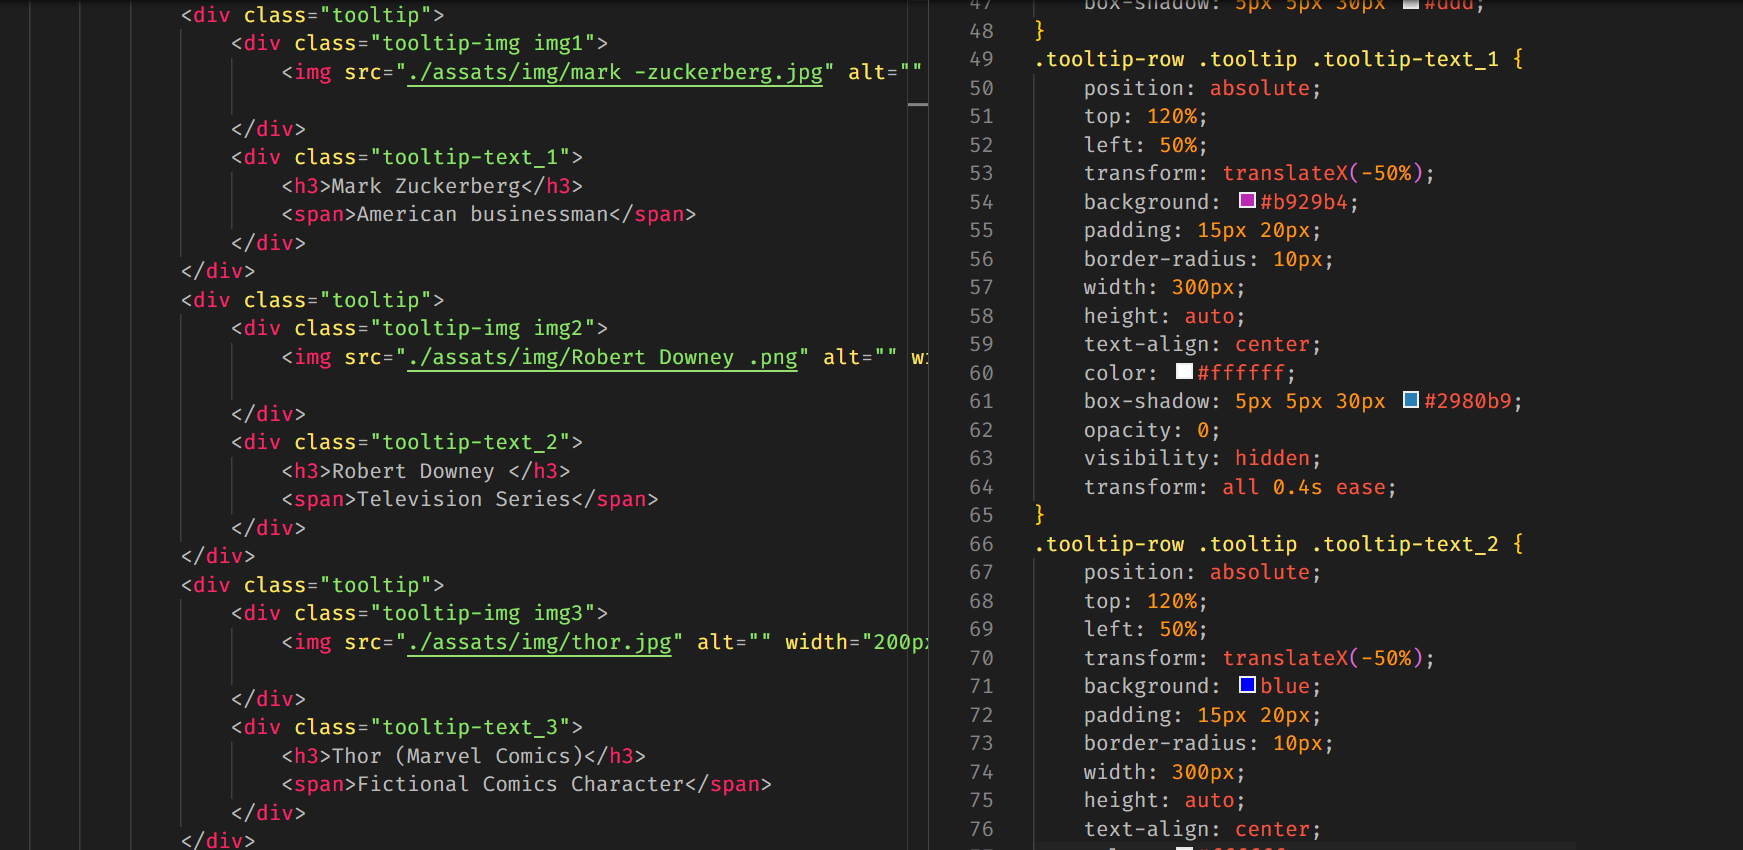 <div class="tooltip">
<div class="tooltip-img img1">
<img src="./assats/img/mark -zuckerberg.jpg" alt=""
</div>
<div class="tooltip-text_1">
<h3>Mark Zuckerberg</h3>
<span>American businessman</span>
</div>
</div>
<div class="tooltip">
<div class="tooltip-img img2">
<img src="./assats/img/Robert Downey .png" alt="" wi
</div>
<div class="tooltip-text_2">
<h3>Robert Downey </h3>
<span>Television Series</span>
</div>
</div>
<div class="tooltip">
<div class="tooltip-img img3">
<img src="./assats/img/thor.jpg" alt="" width="200px
</div>
<div class="tooltip-text_3">
<h3>Thor (Marvel Comics)</h3>
<span>Fictional Comics Character</span>
</div>
</div>
47 box-shadow: 5px 5px 30px #ddd;
48 }
49 .tooltip-row .tooltip .tooltip-text_1 {
50 position: absolute;
51 top: 120%;
52 left: 50%;
53 transform: translateX(-50%);
54 background: #b929b4;
55 padding: 15px 20px;
56 border-radius: 10px;
57 width: 300px;
58 height: auto;
59 text-align: center;
60 color: #ffffff;
61 box-shadow: 5px 5px 30px #2980b9;
62 opacity: 0;
63 visibility: hidden;
64 transform: all 0.4s ease;
65 }
66 .tooltip-row .tooltip .tooltip-text_2 {
67 position: absolute;
68 top: 120%;
69 left: 50%;
70 transform: translateX(-50%);
71 background: blue;
72 padding: 15px 20px;
73 border-radius: 10px;
74 width: 300px;
75 height: auto;
76 text-align: center;